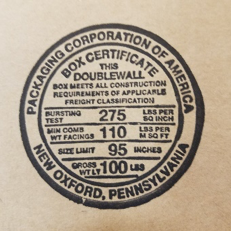 PACKAGING CORPORATION OF AMERICA
BOX CERTIFICATE
THIS
DOUBLEWALL
BOX MEETS ALL CONSTRUCTION
REQUIREMENTS OF APPLICABLE
FREIGHT CLASSIFICATION
BURSTING TEST 275 LBS PER SQ INCH
MIN COMB WT FACINGS 110 LBS PER M SQ FT
SIZE LIMIT 95 INCHES
GROSS WT LT 100 LBS
NEW OXFORD, PENNSYLVANIA